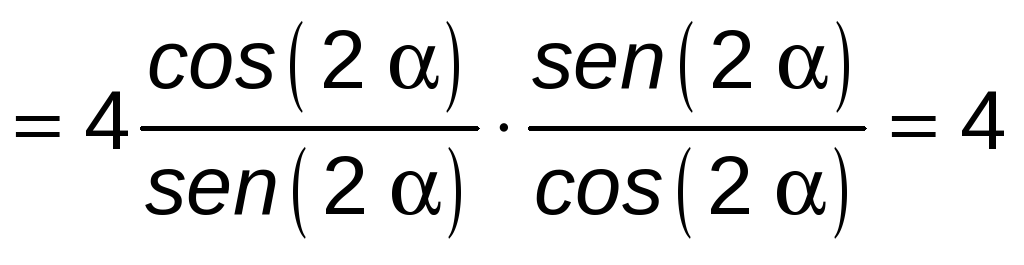 = 4 cos(2 α)/sen(2 α) · sen(2 α)/cos(2 α) = 4